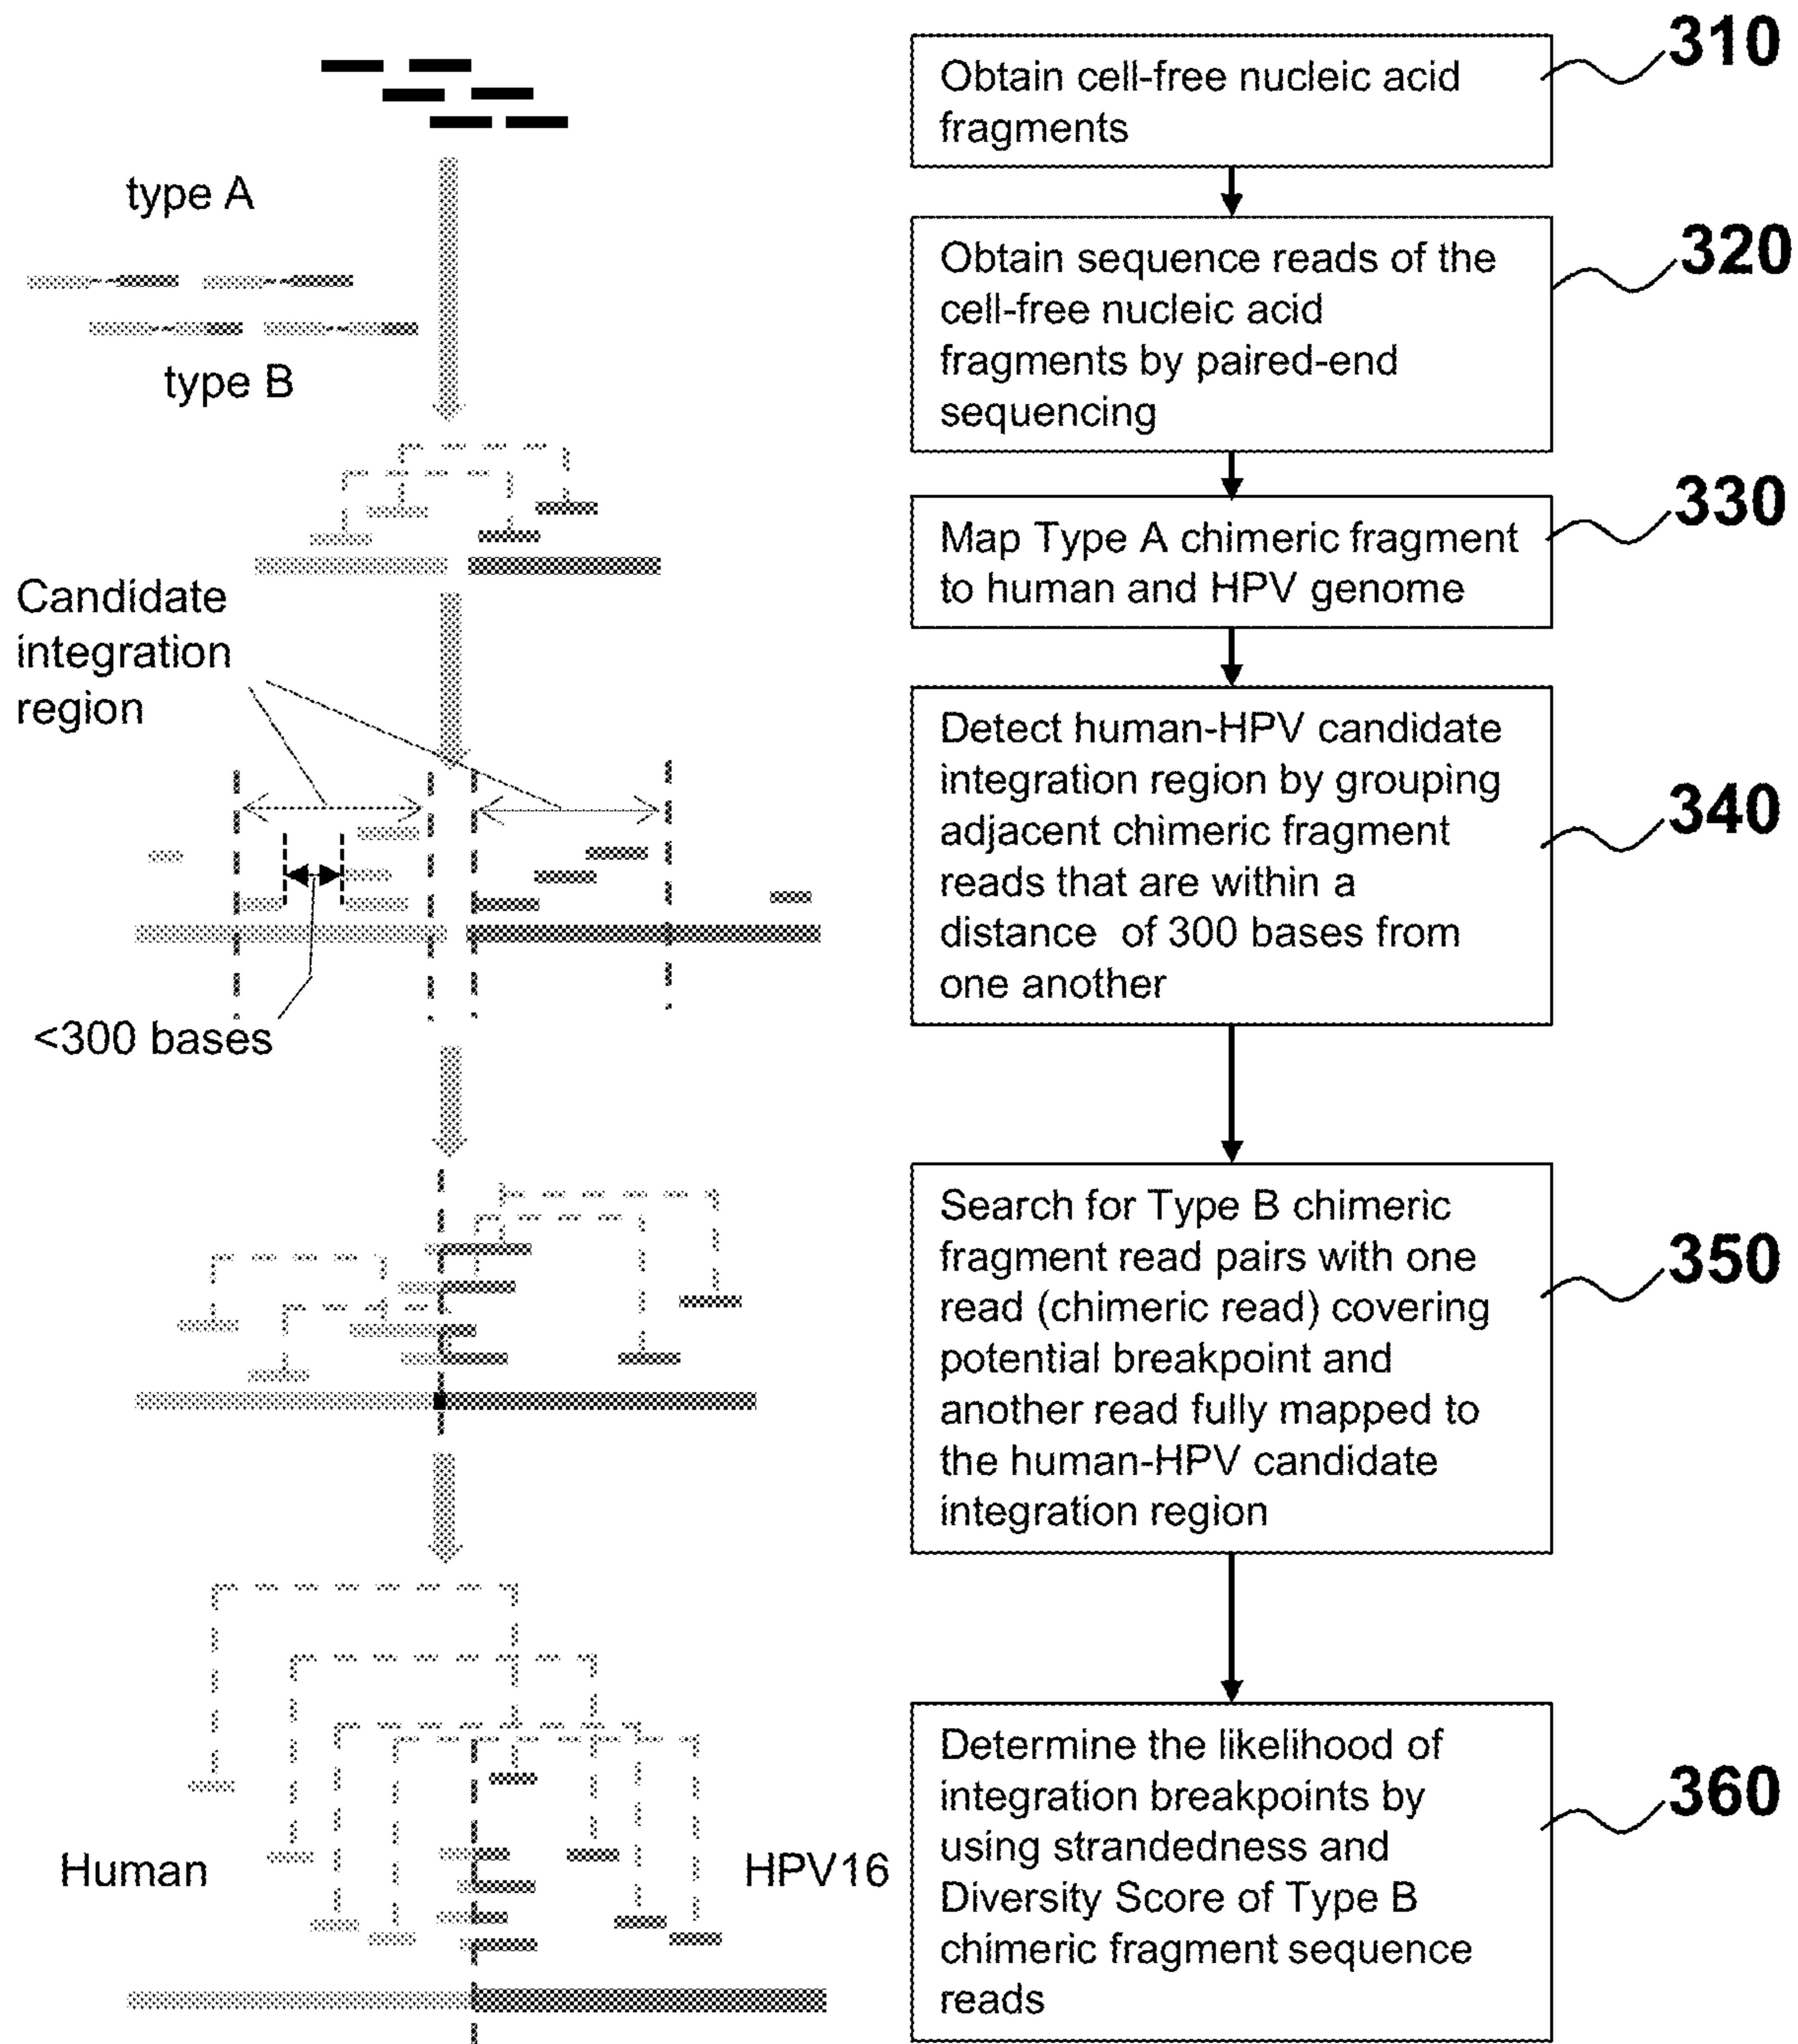 310
Obtain cell-free nucleic acid
fragments
type A
320
Obtain sequence reads of the
cell-free nucleic acid
fragments by paired-end
sequencing
type B
330
Map Type A chimeric fragment
to human and HPV genome
Candidate
integration
region
340
Detect human-HPV candidate
integration region by grouping
adjacent chimeric fragment
reads that are within a
distance of 300 bases from
one another
<300 bases
350
Search for Type B chimeric
fragment read pairs with one
read (chimeric read) covering
potential breakpoint and
another read fully mapped to
the human-HPV candidate
integration region
360
Determine the likelihood of
integration breakpoints by
using strandedness and
Diversity Score of Type B
chimeric fragment sequence
reads
Human
HPV16